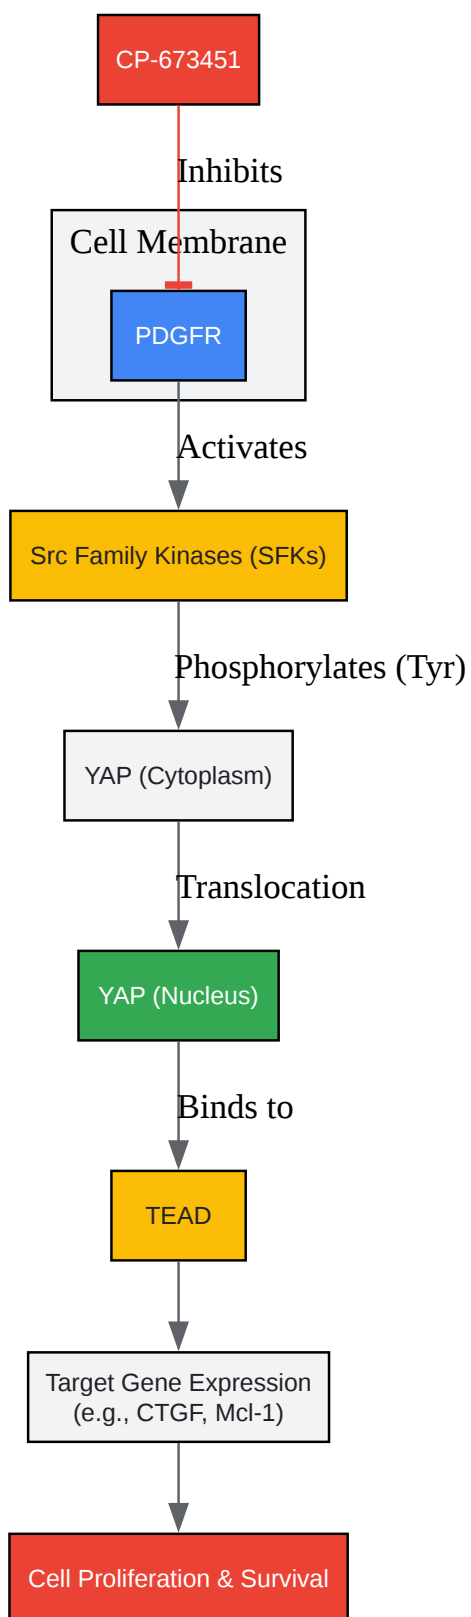 CP-673451
Inhibits
Cell Membrane
PDGFR
Activates
Src Family Kinases (SFKs)
Phosphorylates (Tyr)
YAP (Cytoplasm)
Translocation
YAP (Nucleus)
Binds to
TEAD
Target Gene Expression
(e.g., CTGF, Mcl-1)
Cell Proliferation & Survival